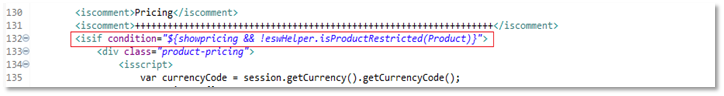 130 <iscomment>Pricing</iscomment>
131 <iscomment>++++++++++++++++++++++++++++++++++++++++++++++++++++++++++++++++</iscomment>
132 <isif condition="${showpricing && !eswHelper.isProductRestricted(Product)}">
133 <div class="product-pricing">
134 <isscript>
135 var currencyCode = session.getCurrency().getCurrencyCode();